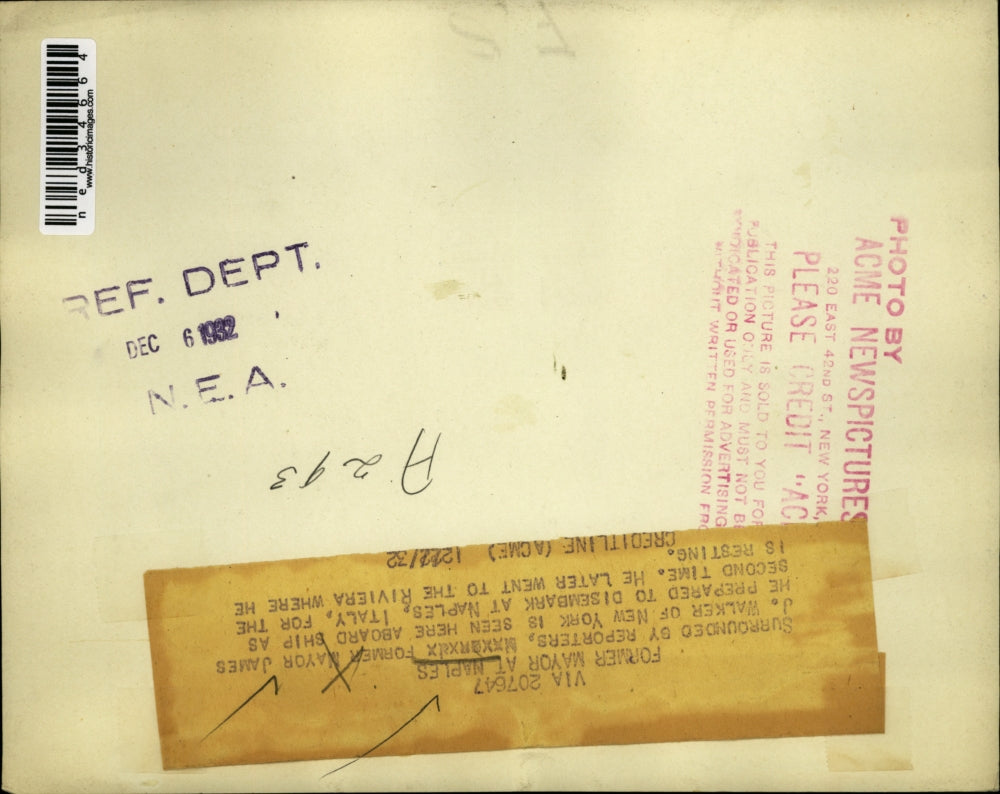 ned34664
www.historicimages.com
REF. DEPT.
DEC 6 1932
N.E.A.
A293
PHOTO BY
ACME NEWSPICTURES
220 EAST 42ND ST., NEW YORK,
PLEASE CREDIT "AC
THIS PICTURE IS SOLD TO YOU FOR
PUBLICATION ONLY AND MUST NOT BE
SYNDICATED OR USED FOR ADVERTISING
WITHOUT WRITTEN PERMISSION FRO
VIA 207647
FORMER MAYOR AT NAPLES
SURROUNDED BY REPORTERS, FORMER MAYOR JAMES
J. WALKER OF NEW YORK IS SEEN HERE ABOARD SHIP AS
HE PREPARED TO DISEMBARK AT NAPLES, ITALY, FOR THE
SECOND TIME. HE LATER WENT TO THE RIVIERA WHERE HE
IS RESTING.
CREDITLINE (ACME)